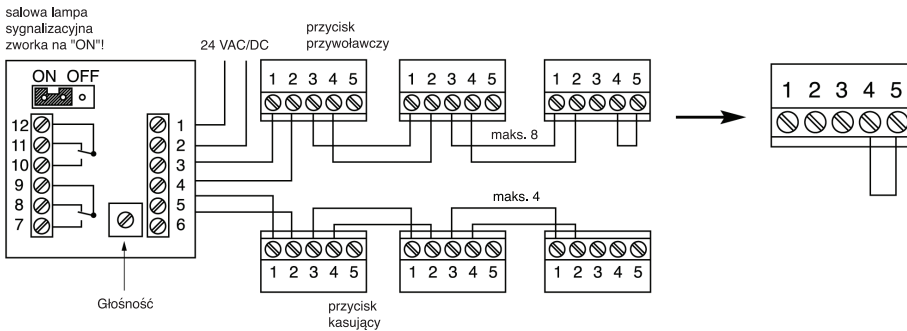 salowa lampa
sygnalizacyjna
zworka na "ON"!
24 VAC/DC
przycisk
przywoławczy
ON OFF
1 2 3 4 5
1 2 3 4 5
1 2 3 4 5
1 2 3 4 5
12
11
10
9
8
7
1
2
3
4
5
6
maks. 8
maks. 4
1 2 3 4 5
1 2 3 4 5
1 2 3 4 5
Głośność
przycisk
kasujący